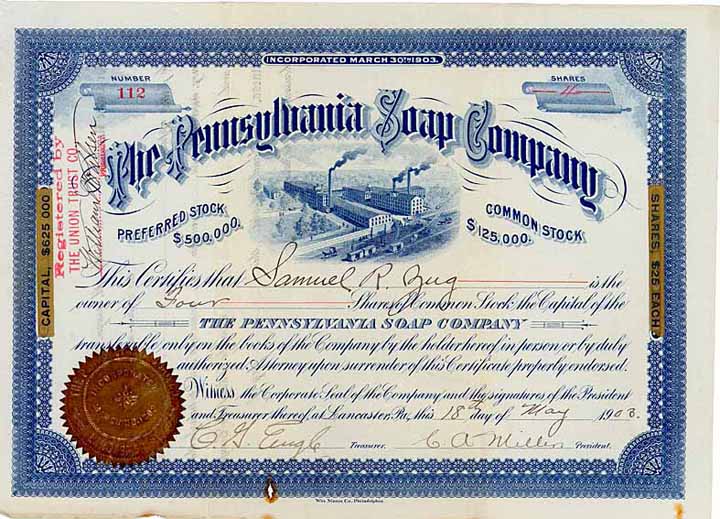 INCORPORATED MARCH 30TH 1903.
NUMBER
112
SHARES
4
The Pennsylvania Soap Company
PREFERRED STOCK
$500,000.
COMMON STOCK
$125,000.
CAPITAL, $625 000
SHARES, $25 EACH.
Registered by
THE UNION TRUST CO.
This Certifies that Samuel R. Zug is the
owner of Four Shares of Common Stock the Capital of the
THE PENNSYLVANIA SOAP COMPANY
transferable only on the books of the Company by the holder hereof in person or by duly
authorized Attorney upon surrender of this Certificate properly endorsed.
Witness the Corporate Seal of the Company and the signatures of the President
and Treasurer thereof at Lancaster, Pa., this 18th day of May 1903.
Treasurer. C A Miller President.